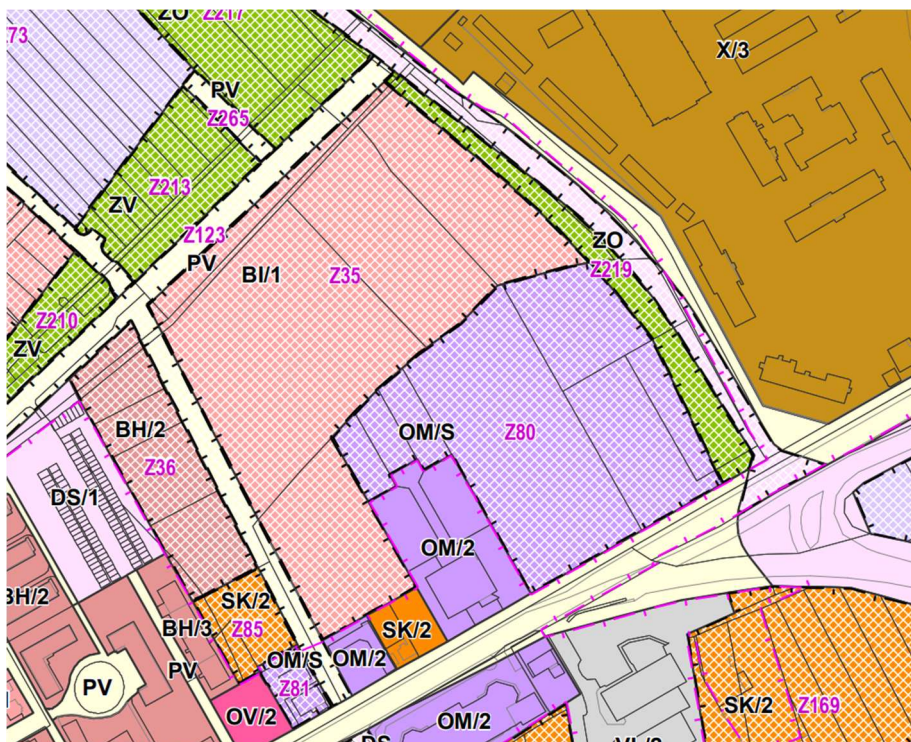 ZO
Z217
73
X/3
PV
Z265
Z213
ZV
Z123
PV
ZO
BI/1
Z35
Z219
Z210
ZV
BH/2
OM/S
Z80
Z36
DS/1
OM/2
BH/2
SK/2
BH/3
Z85
SK/2
OM/S
OM/2
PV
PV
Z81
SK/2
Z169
OV/2
OM/2
DS